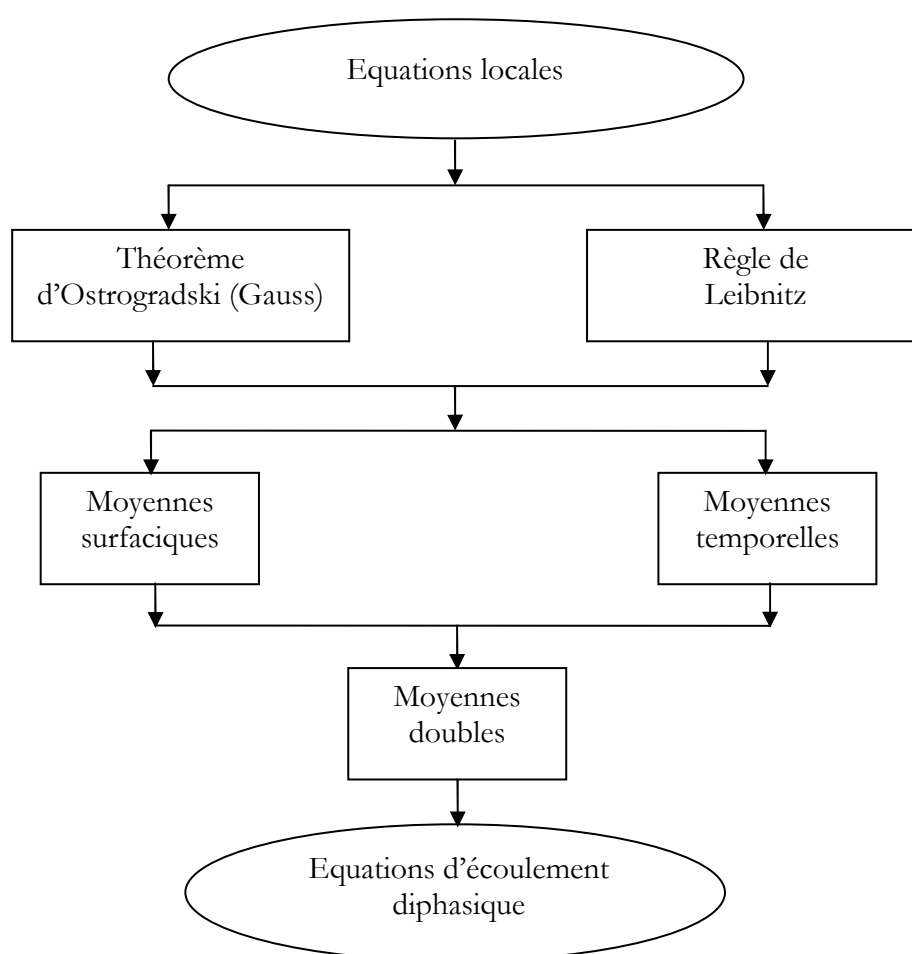 Equations locales
Théorème
d'Ostrogradski (Gauss)
Règle de
Leibnitz
Moyennes
surfaciques
Moyennes
temporelles
Moyennes
doubles
Equations d'écoulement
diphasique